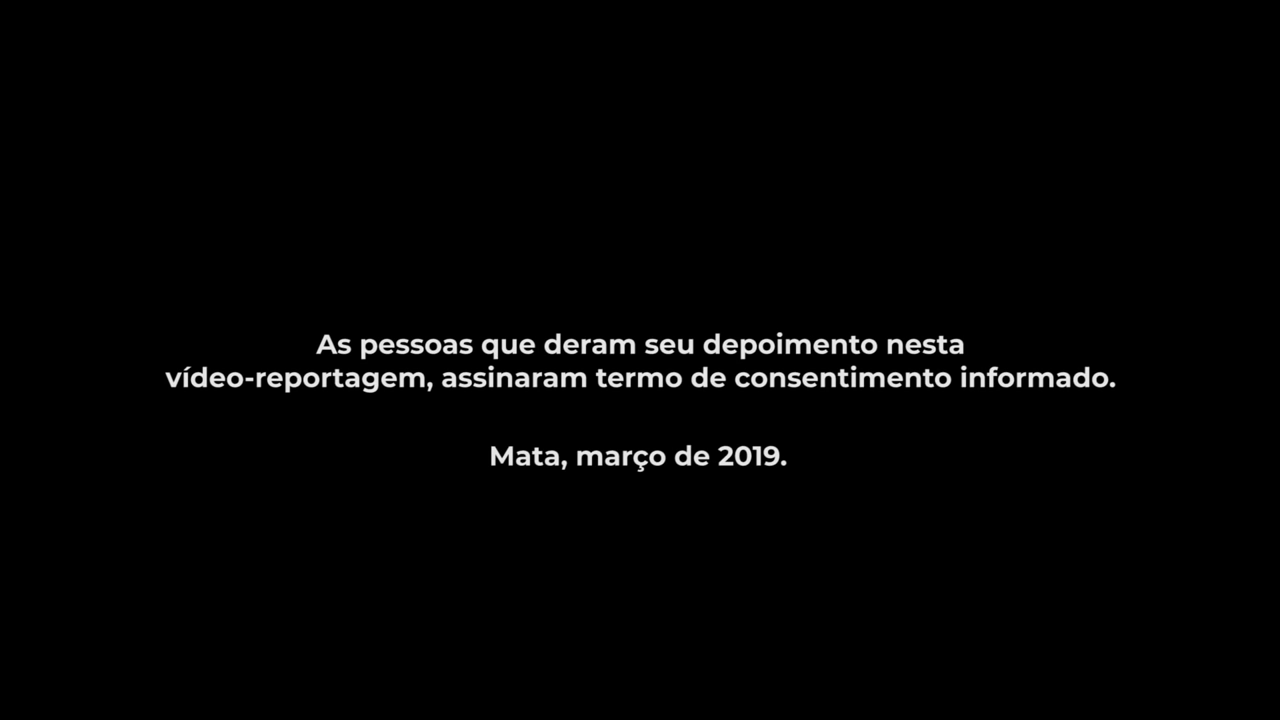 As pessoas que deram seu depoimento nesta
vídeo-reportagem, assinaram termo de consentimento informado.
Mata, março de 2019.